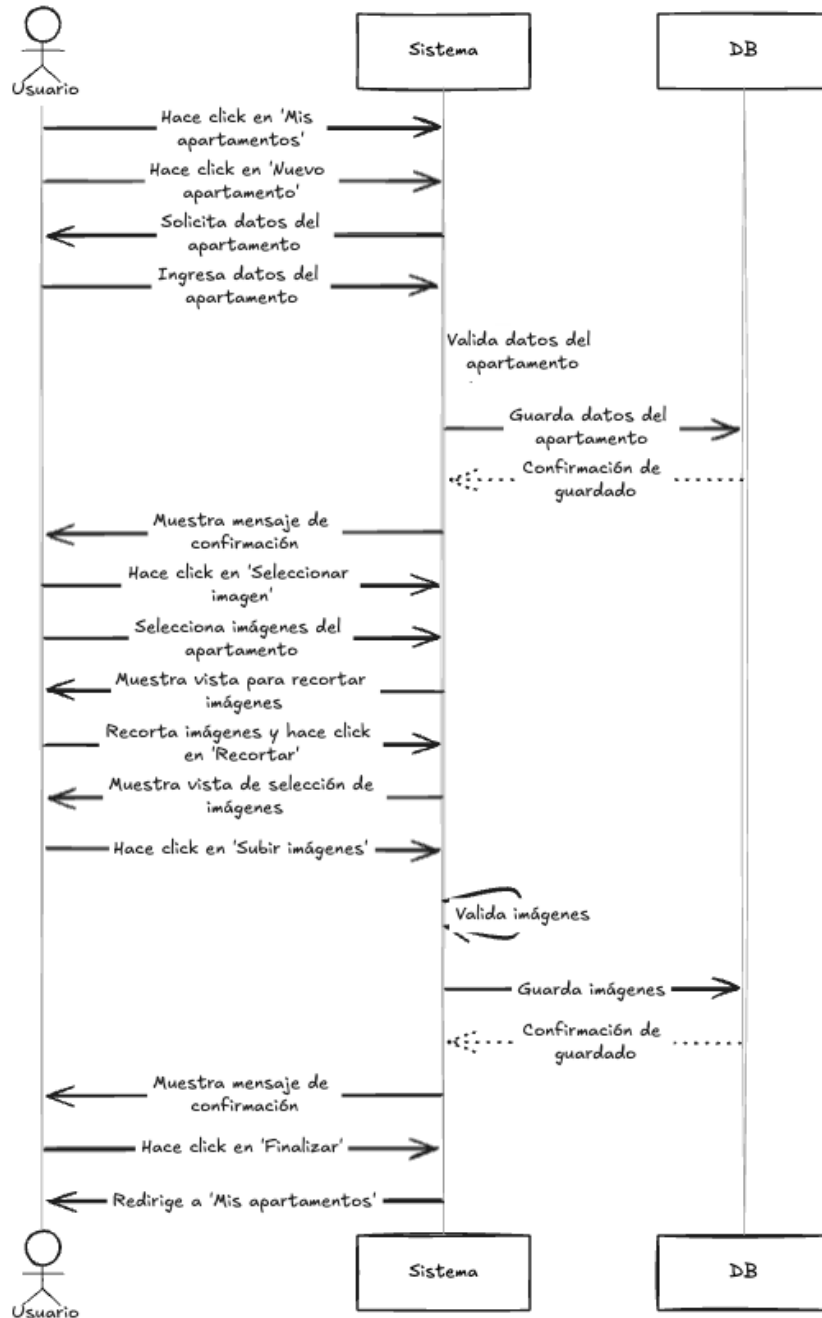 Usuario
Sistema
DB
Hace click en 'Mis
apartamentos'
Hace click en 'Nuevo
apartamento'
Solicita datos del
apartamento
Ingresa datos del
apartamento
Valida datos del
apartamento
Guarda datos del
apartamento
Confirmación de
guardado
Muestra mensaje de
confirmación
Hace click en 'Seleccionar
imagen'
Selecciona imágenes del
apartamento
Muestra vista para recortar
imágenes
Recorta imágenes y hace click
en 'Recortar'
Muestra vista de selección de
imágenes
Hace click en 'Subir imágenes'
Valida imágenes
Guarda imágenes
Confirmación de
guardado
Muestra mensaje de
confirmación
Hace click en 'Finalizar'
Redirige a 'Mis apartamentos'
Usuario
Sistema
DB